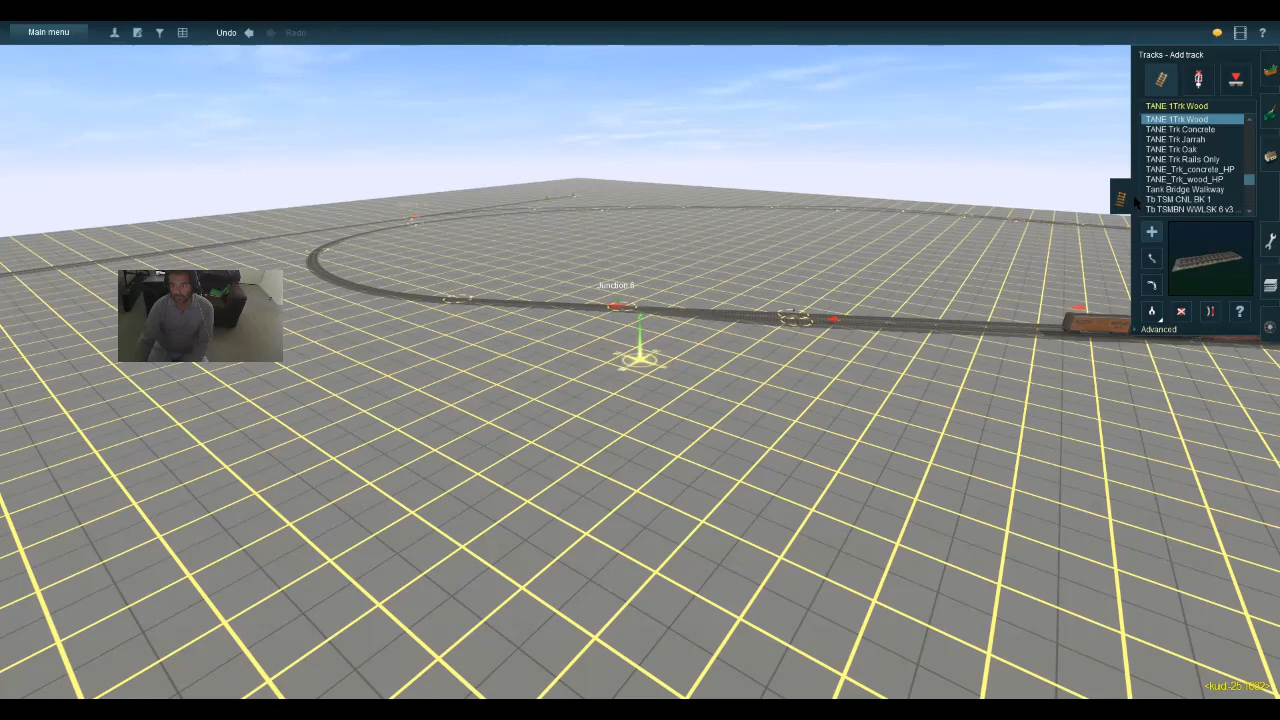 Main menu
Undo
Redo
Tracks - Add track
TANE 1Trk Wood
TANE 1Trk Wood
TANE Trk Concrete
TANE Trk Jarrah
TANE Trk Oak
TANE Trk Rails Only
TANE_Trk_concrete_HP
TANE_Trk_wood_HP
Tank Bridge Walkway
Tb TSM CNL BK 1
Tb TSMBN WWLSK 6 v3 ...
Advanced
Junction 6